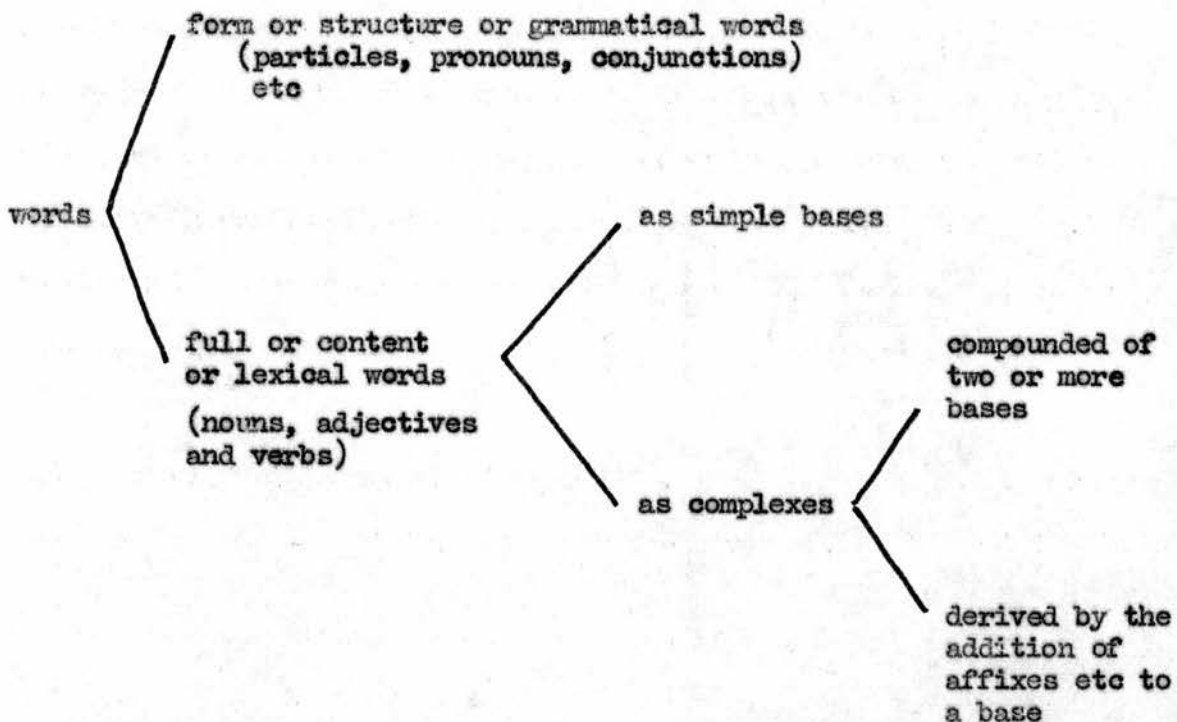 form or structure or grammatical words
(particles, pronouns, conjunctions)
etc
words
as simple bases
full or content
or lexical words
(nouns, adjectives
and verbs)
compounded of
two or more
bases
as complexes
derived by the
addition of
affixes etc to
a base